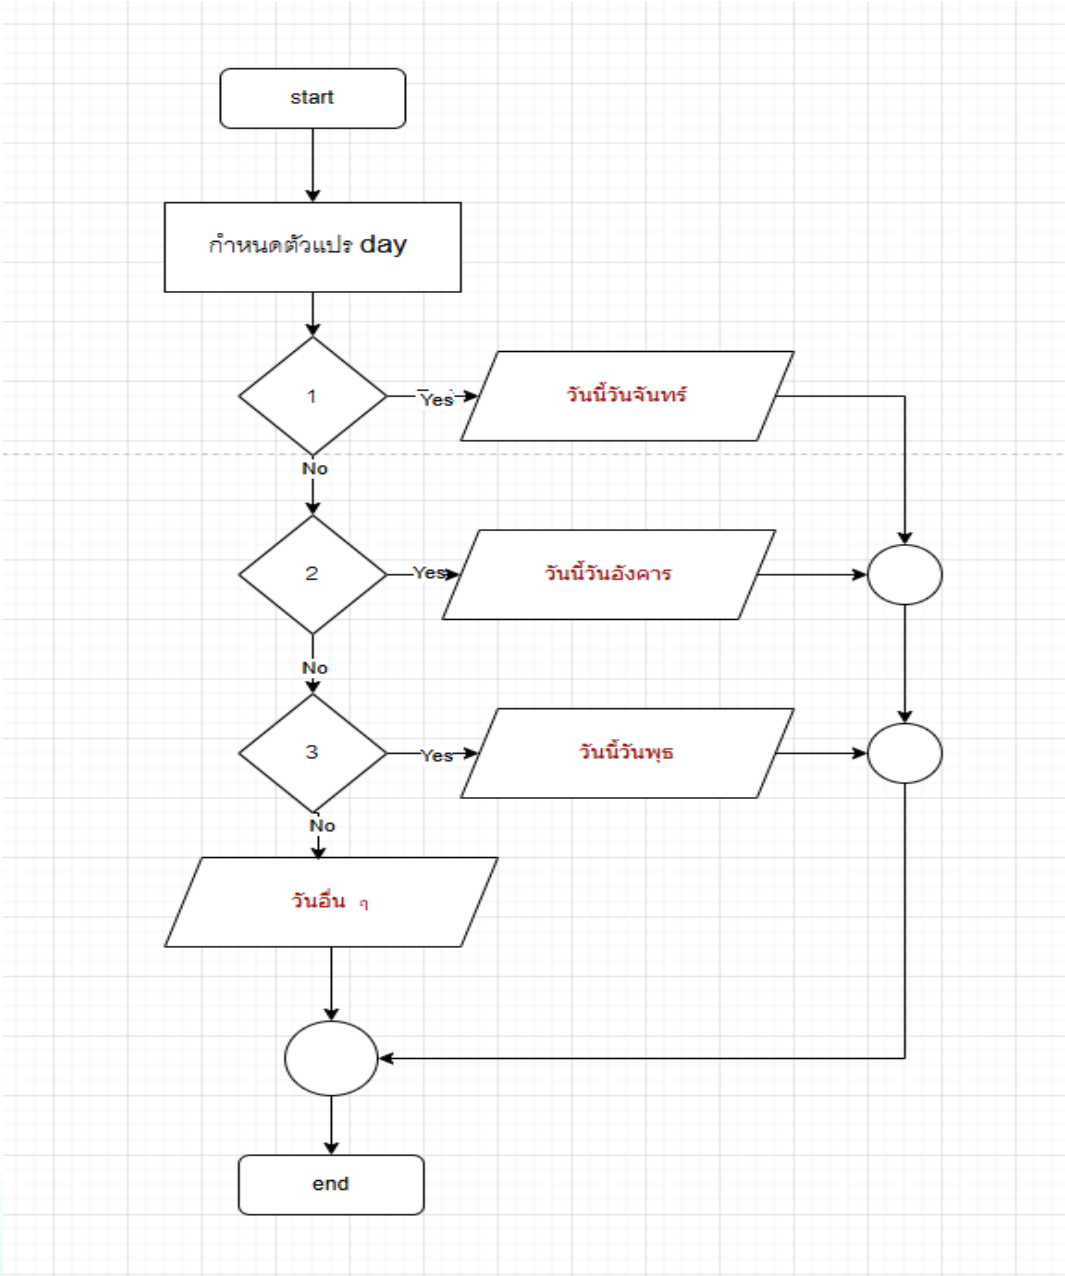 start
กำหนดตัวแปร day
1
Yes
วันนี้วันจันทร์
No
2
Yes
วันนี้วันอังคาร
No
3
Yes
วันนี้วันพุธ
No
วันอื่น ๆ
end